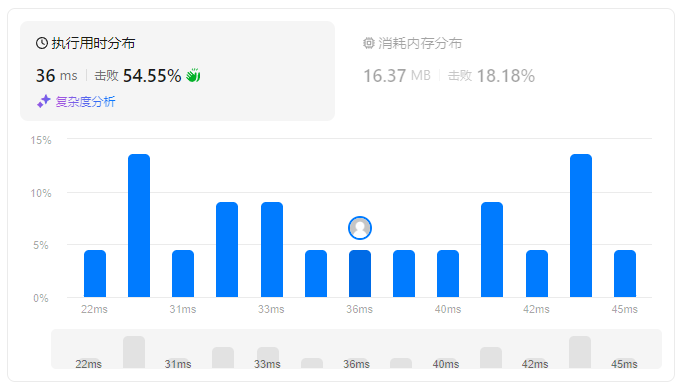 执行用时分布
36 ms 击败 54.55%
复杂度分析
消耗内存分布
16.37 MB 击败 18.18%
15%
10%
5%
0%
22ms 31ms 33ms 36ms 40ms 42ms 45ms
22ms 31ms 33ms 36ms 40ms 42ms 45ms